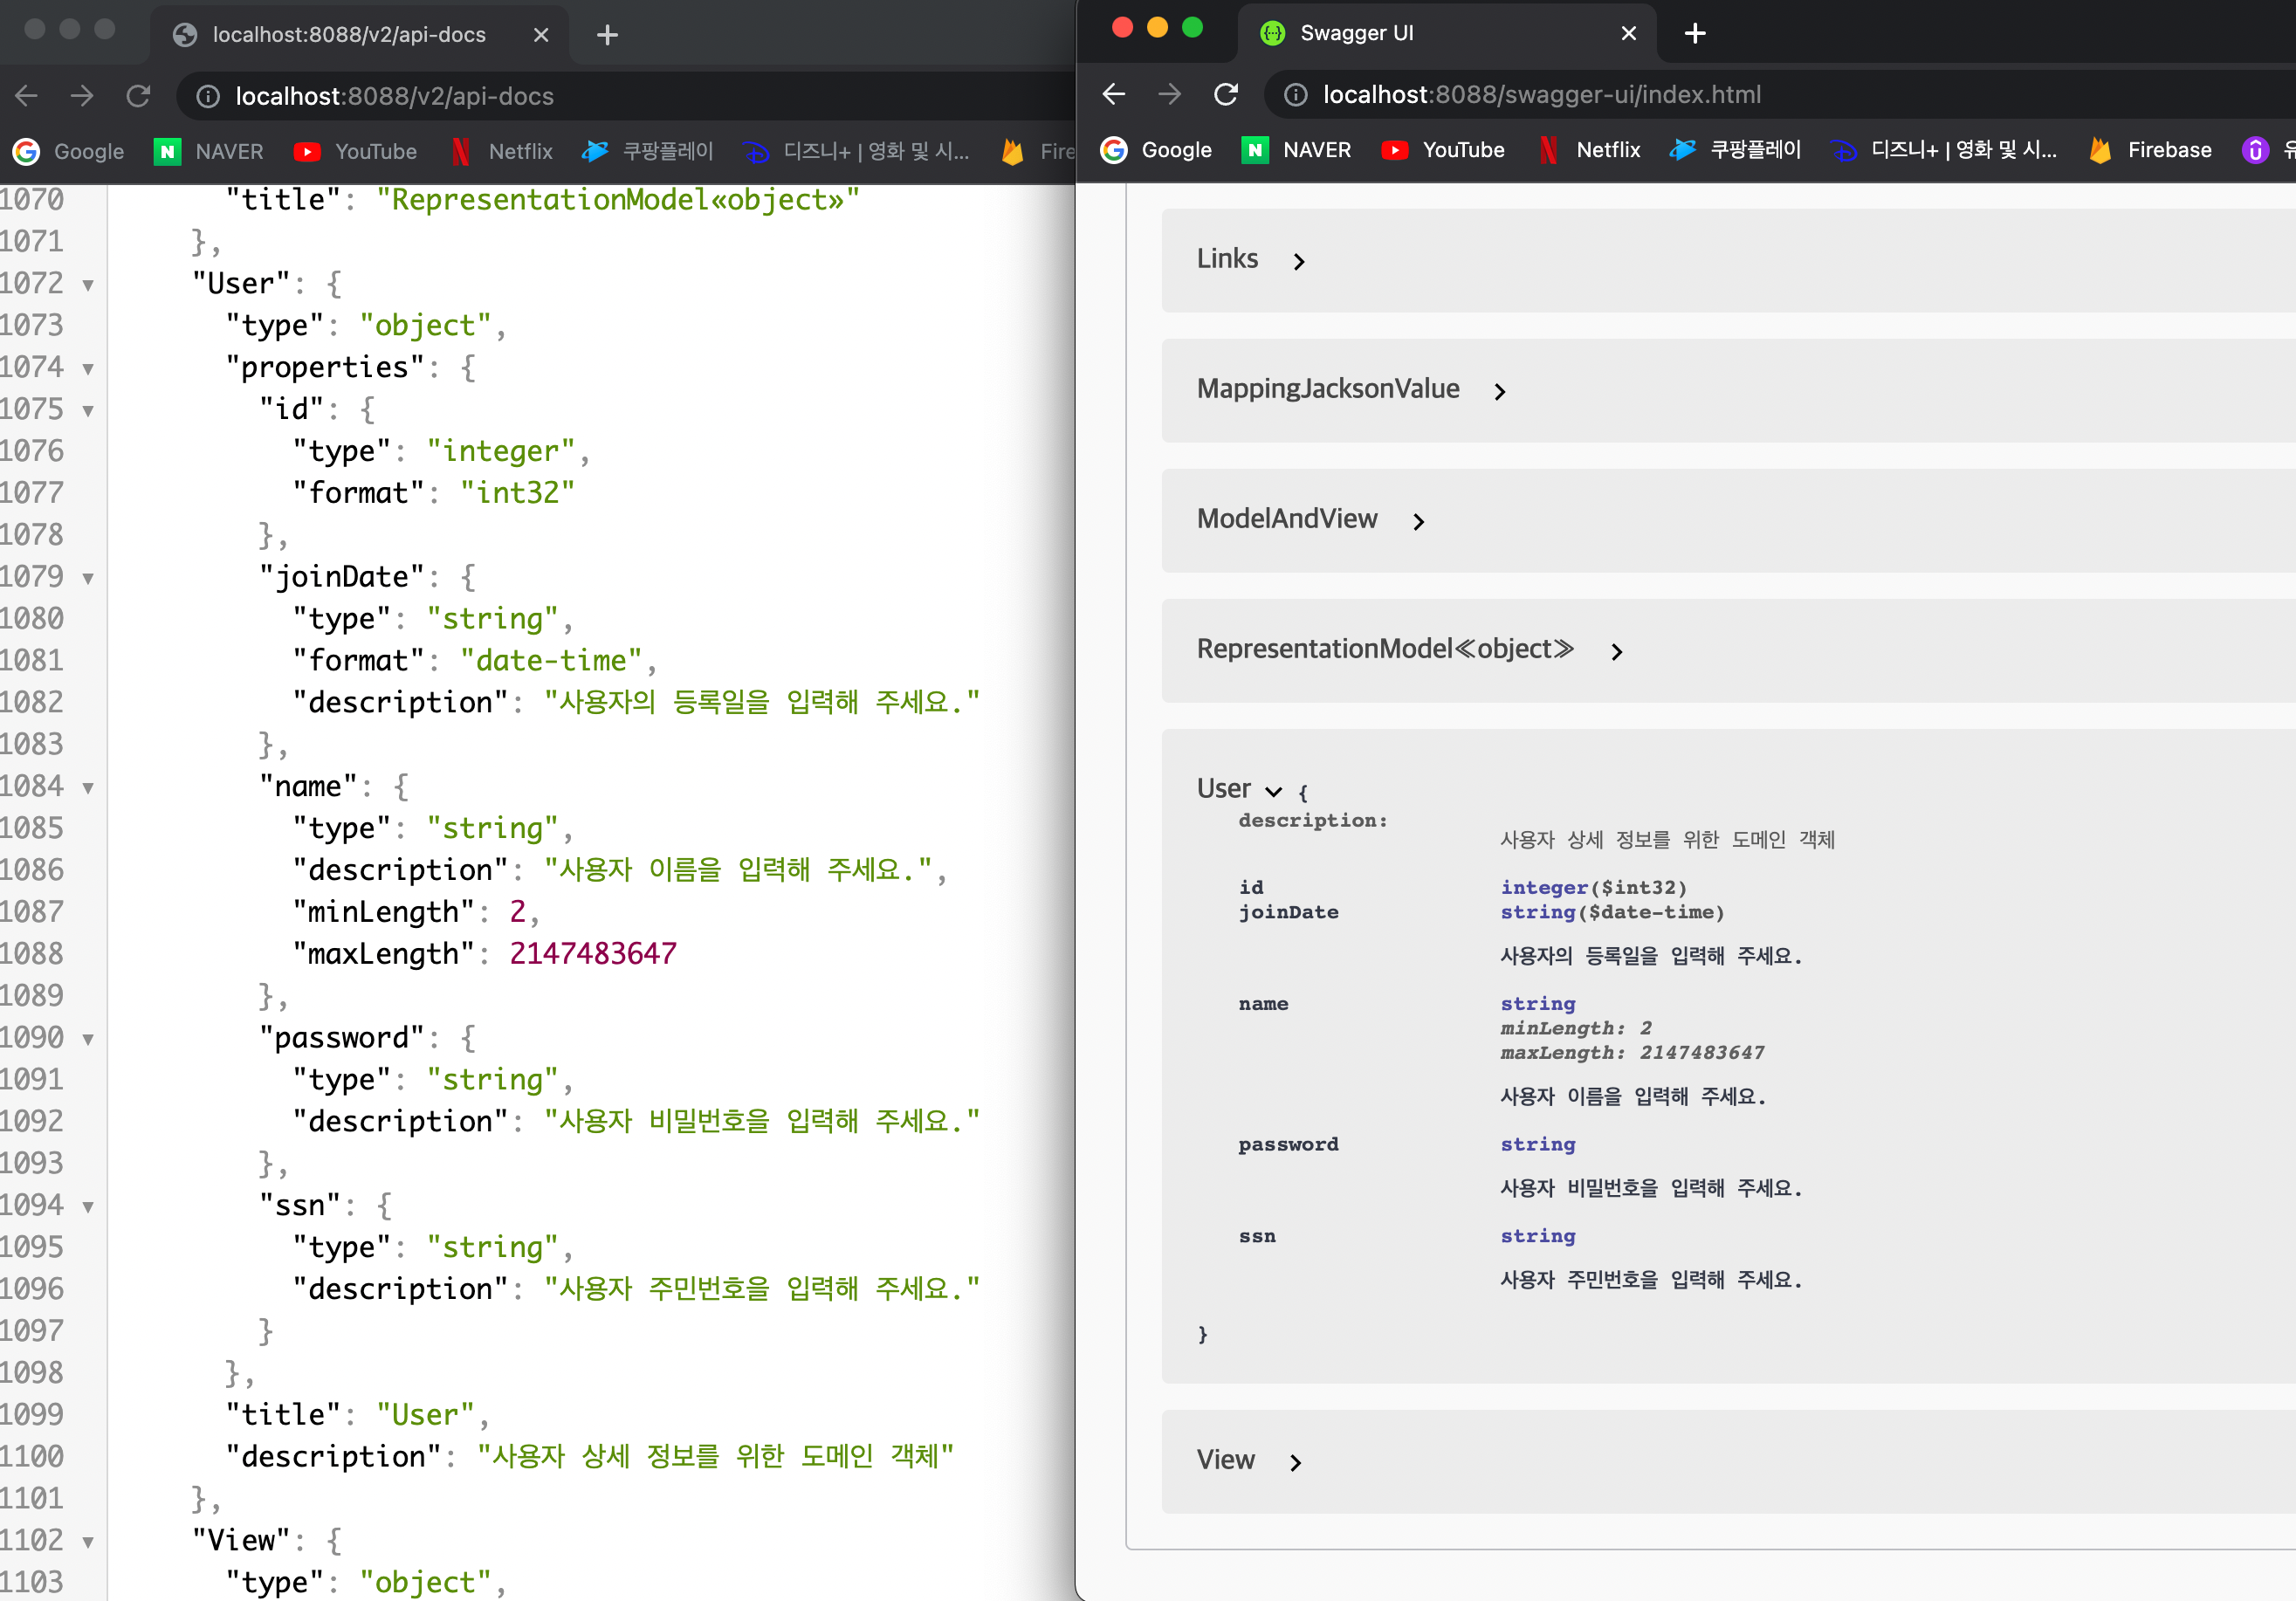 localhost:8088/v2/api-docs
localhost:8088/v2/api-docs
Google NAVER YouTube Netflix 쿠팡플레이 디즈니+ | 영화 및 시... Fire
1070 "title": "RepresentationModel«object»"
1071 },
1072 "User": {
1073 "type": "object",
1074 "properties": {
1075 "id": {
1076 "type": "integer",
1077 "format": "int32"
1078 },
1079 "joinDate": {
1080 "type": "string",
1081 "format": "date-time",
1082 "description": "사용자의 등록일을 입력해 주세요."
1083 },
1084 "name": {
1085 "type": "string",
1086 "description": "사용자 이름을 입력해 주세요.",
1087 "minLength": 2,
1088 "maxLength": 2147483647
1089 },
1090 "password": {
1091 "type": "string",
1092 "description": "사용자 비밀번호을 입력해 주세요."
1093 },
1094 "ssn": {
1095 "type": "string",
1096 "description": "사용자 주민번호을 입력해 주세요."
1097 }
1098 },
1099 "title": "User",
1100 "description": "사용자 상세 정보를 위한 도메인 객체"
1101 },
1102 "View": {
1103 "type": "object",
Swagger UI
localhost:8088/swagger-ui/index.html
Google NAVER YouTube Netflix 쿠팡플레이 디즈니+ | 영화 및 시... Firebase 유
Links
MappingJacksonValue
ModelAndView
RepresentationModel≪object≫
User {
description:
사용자 상세 정보를 위한 도메인 객체
id integer($int32)
joinDate string($date-time)
사용자의 등록일을 입력해 주세요.
name string
minLength: 2
maxLength: 2147483647
사용자 이름을 입력해 주세요.
password string
사용자 비밀번호을 입력해 주세요.
ssn string
사용자 주민번호을 입력해 주세요.
}
View